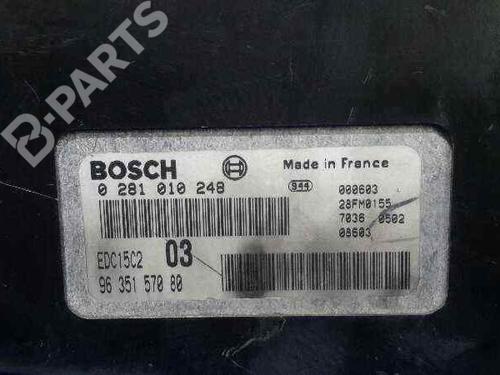 B-PARTS
BOSCH
Made in France
0 281 010 248
944
000603
28FM0155
7036 0502
08603
EDC15C2 03
96 351 570 80